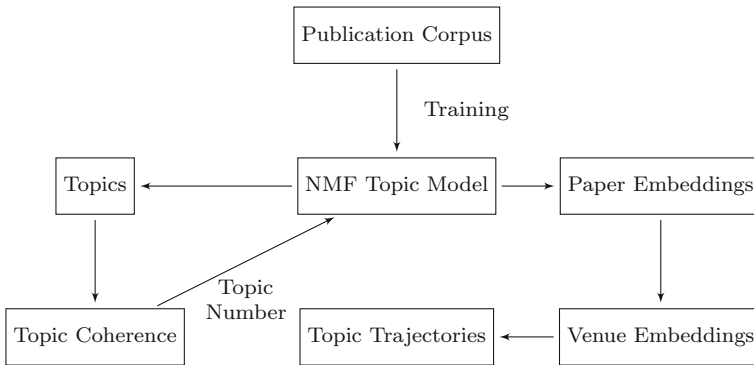 Publication Corpus
Training
Topics
NMF Topic Model
Paper Embeddings
Topic
Number
Topic Coherence
Topic Trajectories
Venue Embeddings